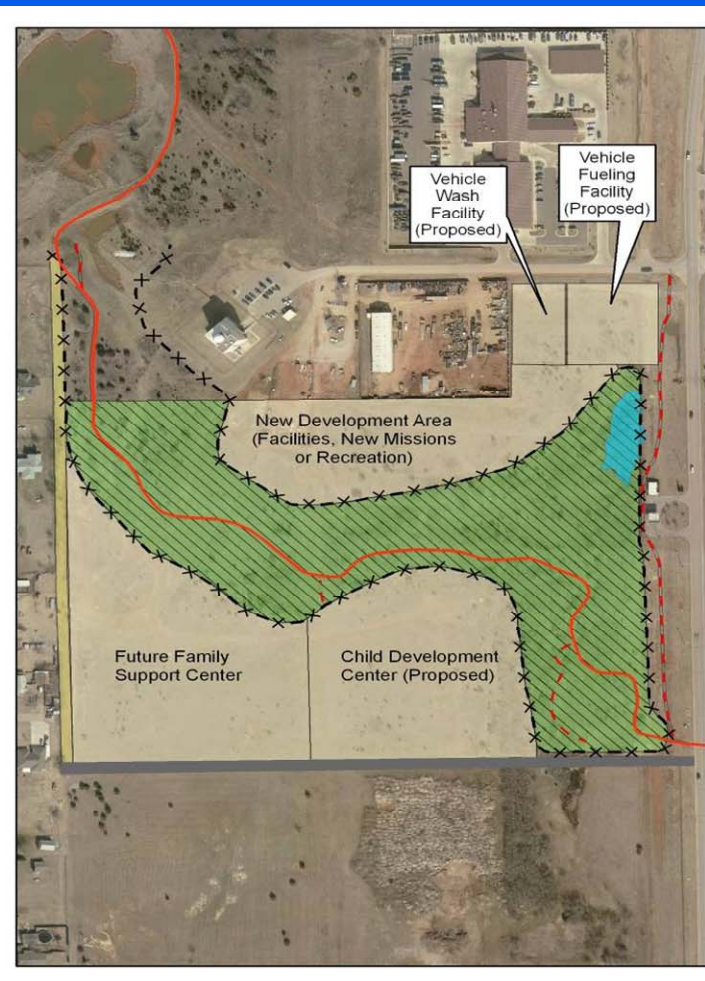 Vehicle
Fueling
Facility
(Proposed)
Vehicle
Wash
Facility
(Proposed)
New Development Area
(Facilities, New Missions
or Recreation)
Future Family
Support Center
Child Development
Center (Proposed)